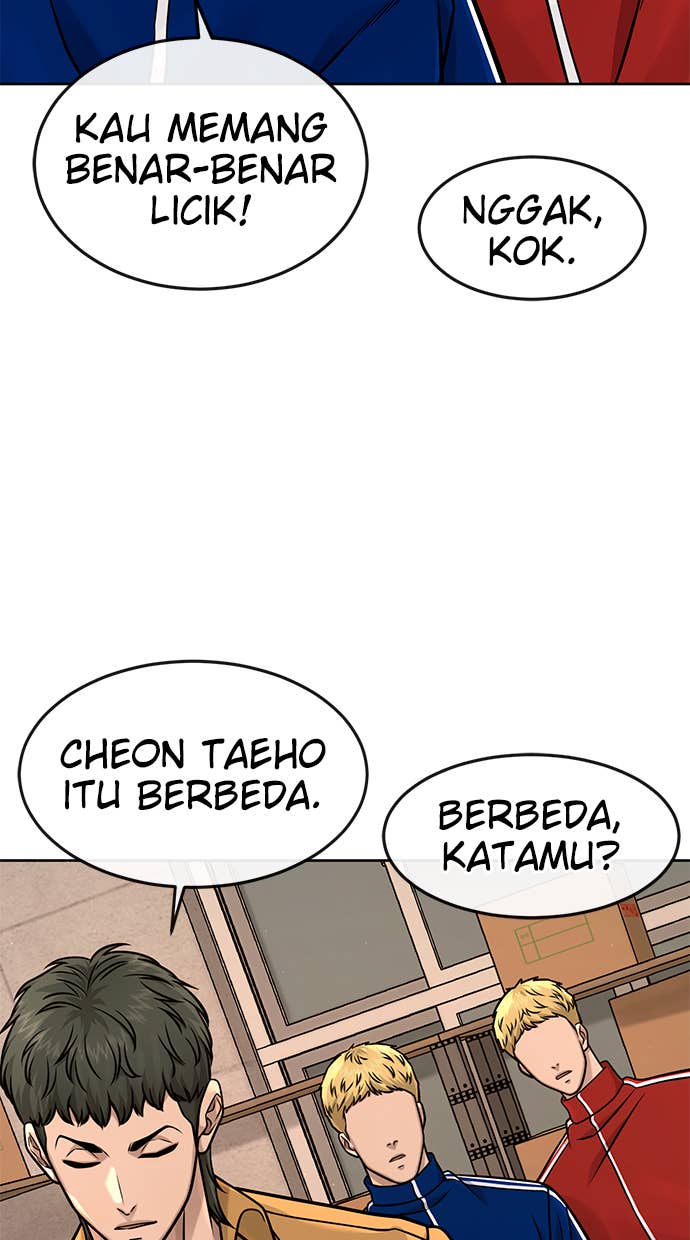 KAU MEMANG
BENAR-BENAR
LICIK!
NGGAK,
KOK.
CHEON TAEHO
ITU BERBEDA.
BERBEDA,
KATAMU?